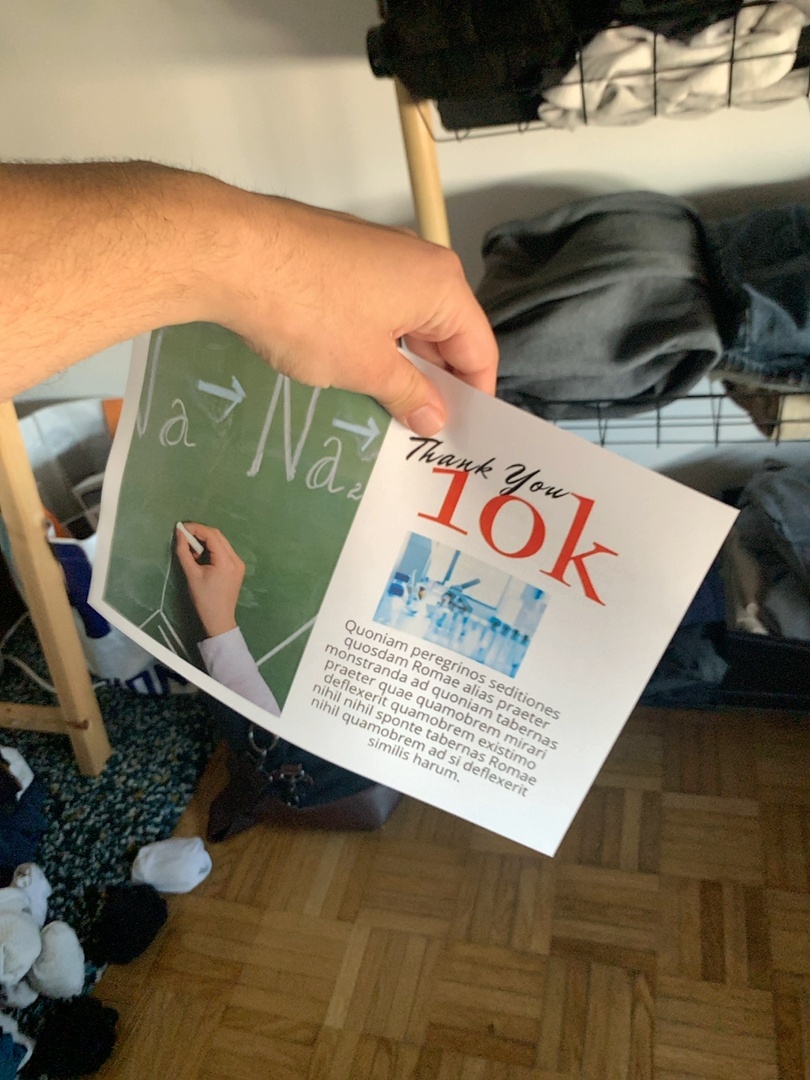 Na → Na₂
Thank You
10k
Quoniam peregrinos seditiones
quosdam Romae alias praeter
monstranda ad quoniam tabernas
praeter quae quamobrem mirari
deflexerit quamobrem existimo
nihil nihil sponte tabernas Romae
nihil quamobrem ad si deflexerit
similis harum.